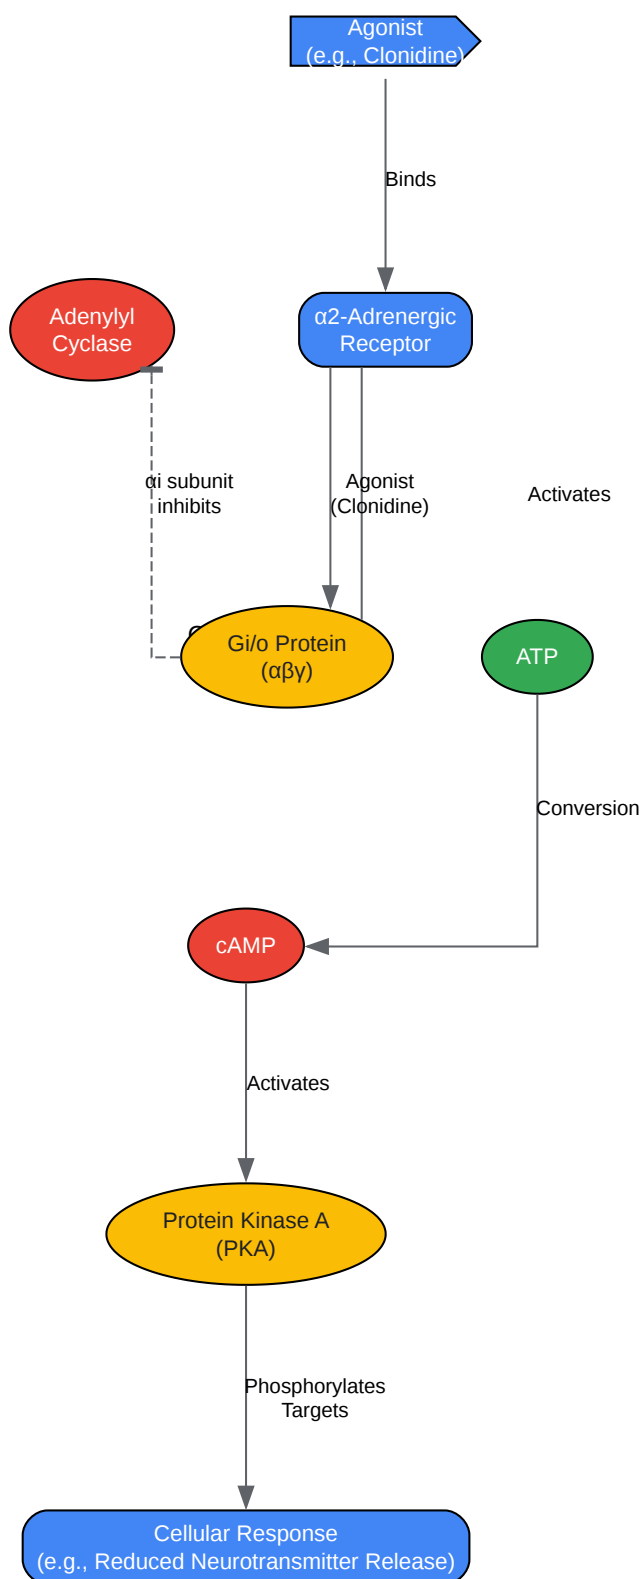 Agonist
(e.g., Clonidine)
Binds
Adenylyl
Cyclase
α2-Adrenergic
Receptor
αi subunit
inhibits
Agonist
(Clonidine)
Activates
Gi/o Protein
(αβγ)
ATP
Conversion
cAMP
Activates
Protein Kinase A
(PKA)
Phosphorylates
Targets
Cellular Response
(e.g., Reduced Neurotransmitter Release)